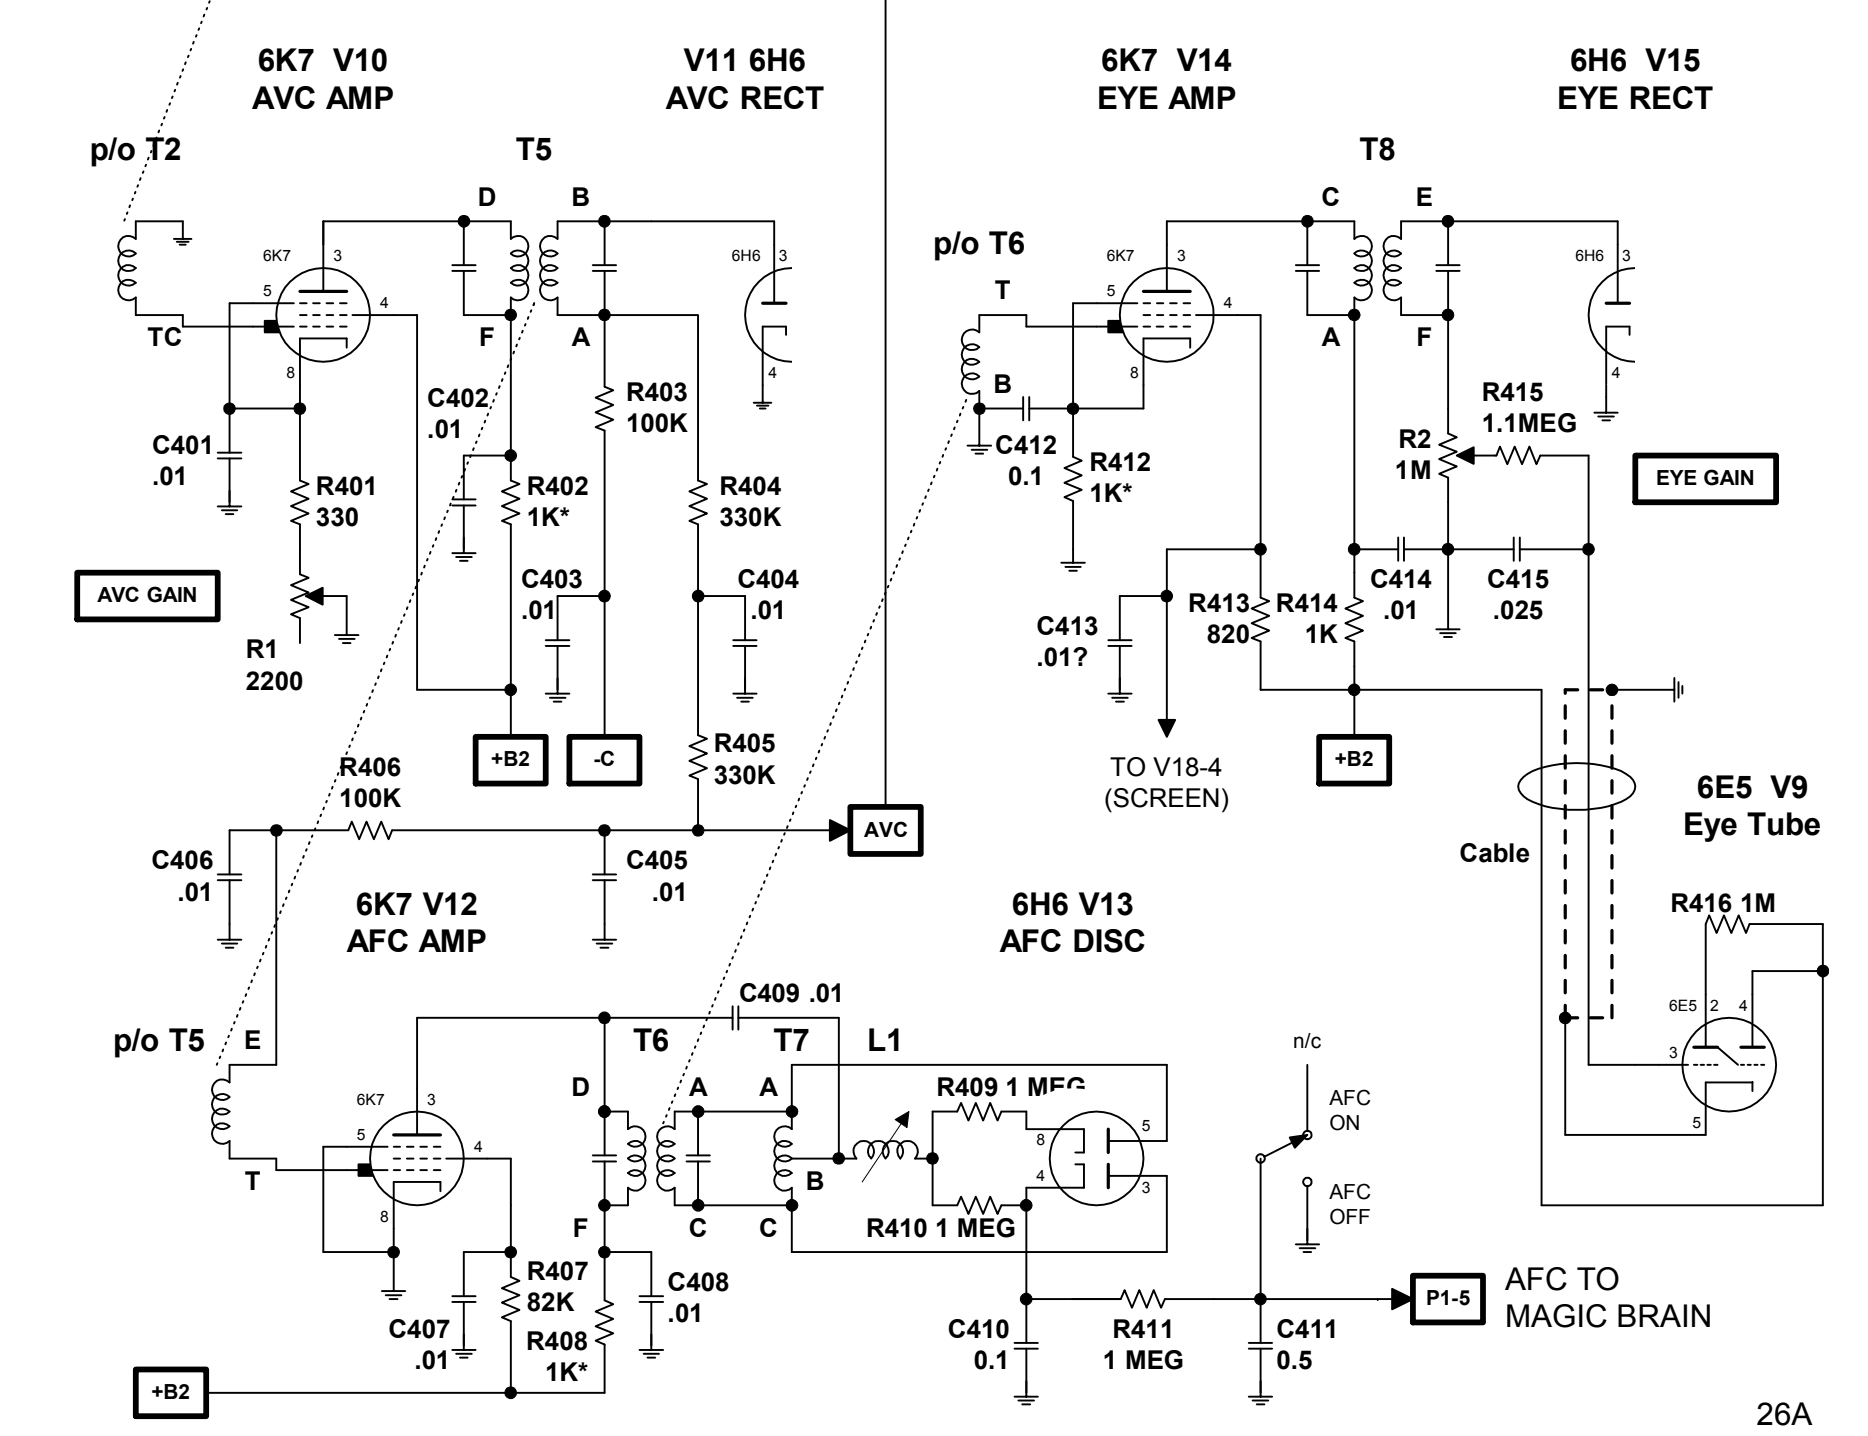 6K7 V10
AVC AMP
V11 6H6
AVC RECT
6K7 V14
EYE AMP
6H6 V15
EYE RECT
p/o T2
T5
T8
D
B
C
E
p/o T6
6K7
3
6H6
3
6K7
3
6H6
3
5
4
T
5
4
TC
F
A
A
F
8
4
B
8
4
C402
.01
R403
100K
R415
1.1MEG
C401
.01
R2
1M
C412
0.1
R412
1K*
EYE GAIN
R401
330
R402
1K*
R404
330K
AVC GAIN
C403
.01
C404
.01
C414
.01
C415
.025
R1
2200
C413
.01?
R413
820
R414
1K
+B2
-C
R405
330K
TO V18-4
(SCREEN)
+B2
R406
100K
6E5 V9
Eye Tube
AVC
Cable
C406
.01
C405
.01
6K7 V12
AFC AMP
6H6 V13
AFC DISC
R416 1M
C409 .01
6E5
2
4
p/o T5
E
T6
T7
L1
n/c
3
D
A
A
R409 1 MEG
AFC
ON
6K7
3
5
5
4
8
5
T
B
4
3
AFC
OFF
8
F
C
C
R410 1 MEG
R407
82K
C408
.01
AFC TO
MAGIC BRAIN
P1-5
C407
.01
R408
1K*
C410
0.1
R411
1 MEG
C411
0.5
+B2
26A